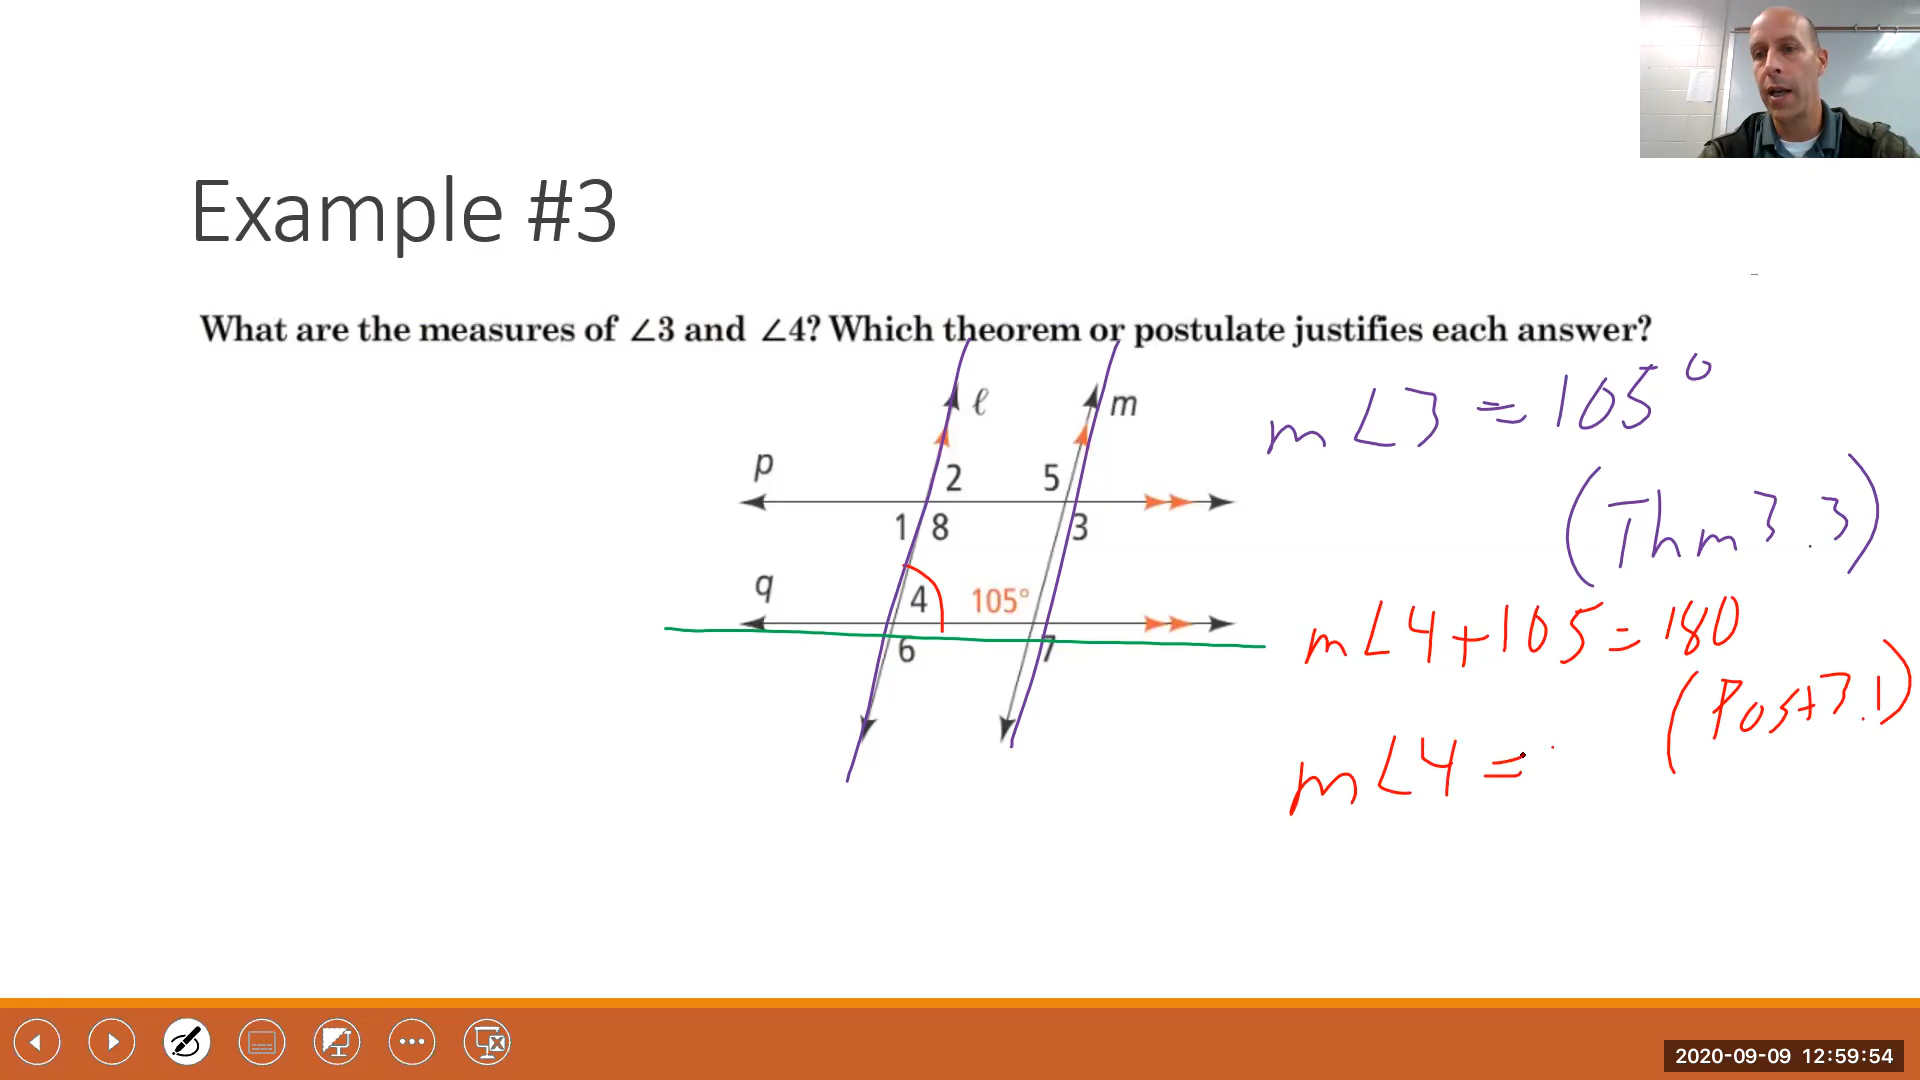 Example #3
What are the measures of ∠3 and ∠4? Which theorem or postulate justifies each answer?
ℓ
m
m∠3 = 105°
p
2
5
1
8
3
(Thm 3.3)
q
4
105°
m∠4+105=180
6
7
(Post 3.1)
m∠4 =
2020-09-09 12:59:54